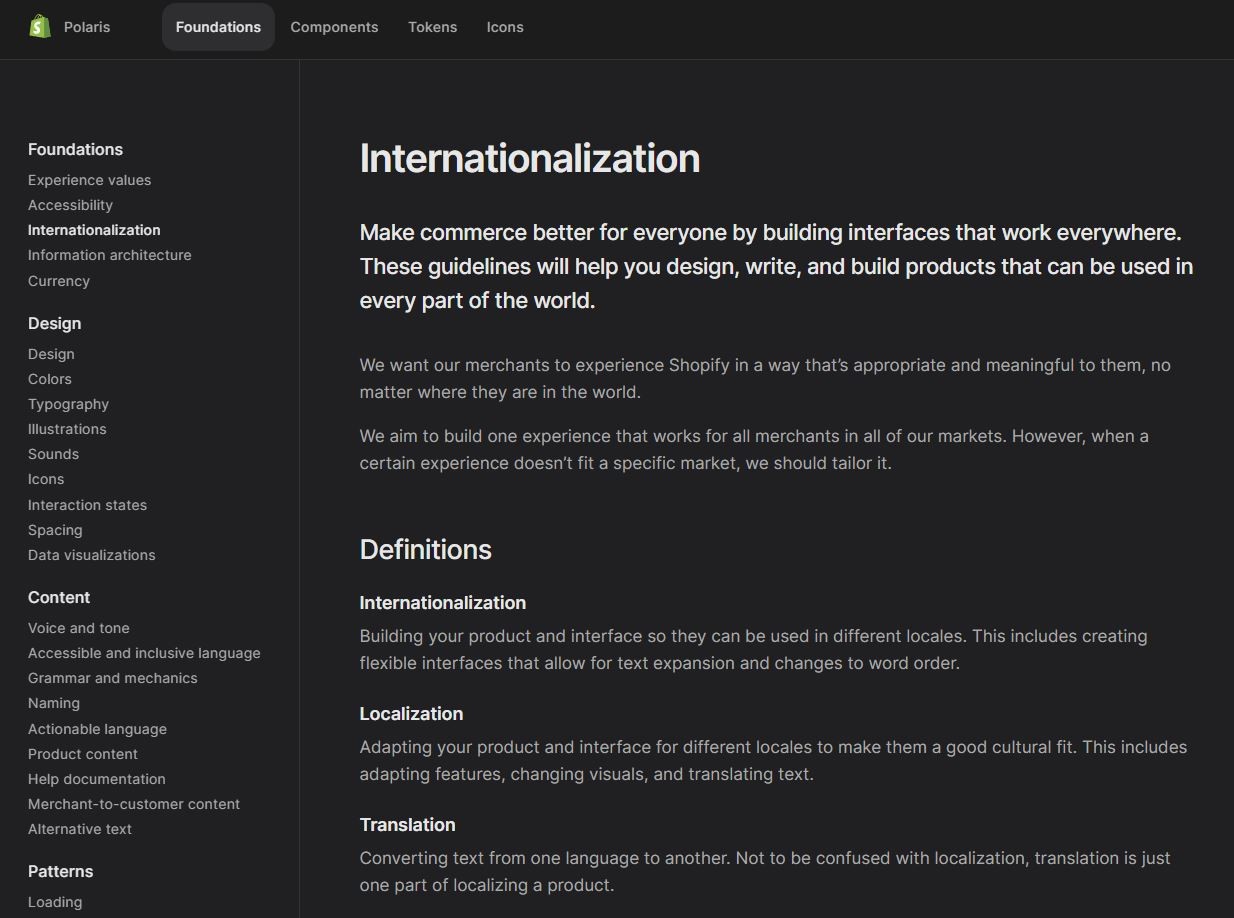 Polaris
Foundations
Components
Tokens
Icons
Foundations
Experience values
Accessibility
Internationalization
Information architecture
Currency
Design
Design
Colors
Typography
Illustrations
Sounds
Icons
Interaction states
Spacing
Data visualizations
Content
Voice and tone
Accessible and inclusive language
Grammar and mechanics
Naming
Actionable language
Product content
Help documentation
Merchant-to-customer content
Alternative text
Patterns
Loading
Internationalization
Make commerce better for everyone by building interfaces that work everywhere.
These guidelines will help you design, write, and build products that can be used in
every part of the world.
We want our merchants to experience Shopify in a way that’s appropriate and meaningful to them, no
matter where they are in the world.
We aim to build one experience that works for all merchants in all of our markets. However, when a
certain experience doesn’t fit a specific market, we should tailor it.
Definitions
Internationalization
Building your product and interface so they can be used in different locales. This includes creating
flexible interfaces that allow for text expansion and changes to word order.
Localization
Adapting your product and interface for different locales to make them a good cultural fit. This includes
adapting features, changing visuals, and translating text.
Translation
Converting text from one language to another. Not to be confused with localization, translation is just
one part of localizing a product.